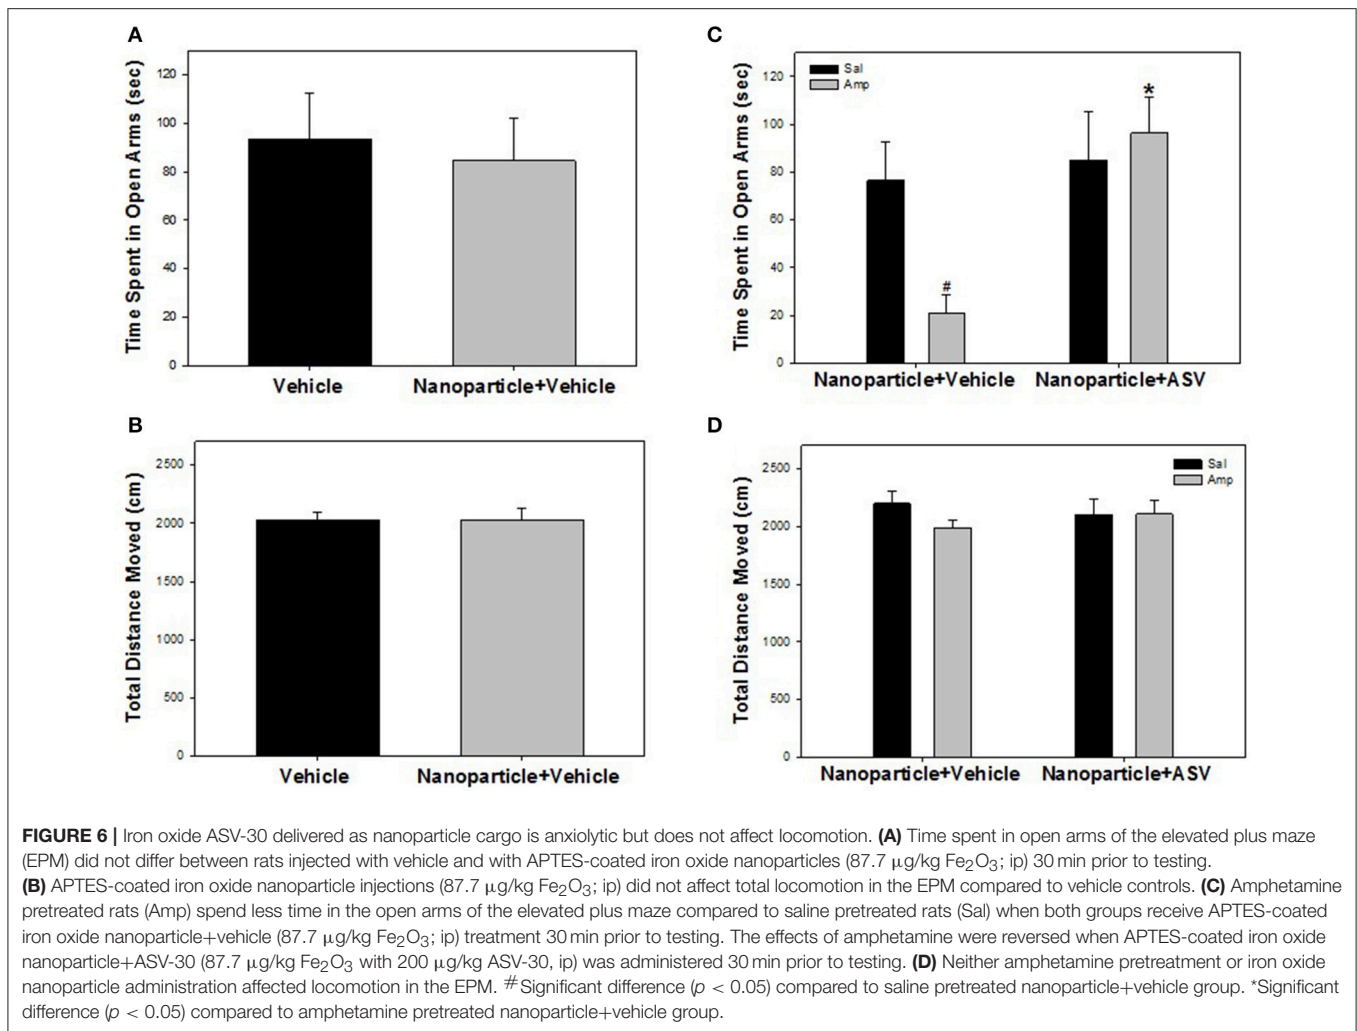 A
Time Spent in Open Arms (sec)
120
100
80
60
40
20
0
Vehicle Nanoparticle+Vehicle
C
Time Spent in Open Arms (sec)
120
100
80
60
40
20
0
Sal
Amp
#
*
Nanoparticle+Vehicle Nanoparticle+ASV
B
Total Distance Moved (cm)
2500
2000
1500
1000
500
0
Vehicle Nanoparticle+Vehicle
D
Total Distance Moved (cm)
2500
2000
1500
1000
500
0
Sal
Amp
Nanoparticle+Vehicle Nanoparticle+ASV
FIGURE 6 | Iron oxide ASV-30 delivered as nanoparticle cargo is anxiolytic but does not affect locomotion. (A) Time spent in open arms of the elevated plus maze
(EPM) did not differ between rats injected with vehicle and with APTES-coated iron oxide nanoparticles (87.7 μg/kg Fe₂O₃; ip) 30 min prior to testing.
(B) APTES-coated iron oxide nanoparticle injections (87.7 μg/kg Fe₂O₃; ip) did not affect total locomotion in the EPM compared to vehicle controls. (C) Amphetamine
pretreated rats (Amp) spend less time in the open arms of the elevated plus maze compared to saline pretreated rats (Sal) when both groups receive APTES-coated
iron oxide nanoparticle+vehicle (87.7 μg/kg Fe₂O₃; ip) treatment 30 min prior to testing. The effects of amphetamine were reversed when APTES-coated iron oxide
nanoparticle+ASV-30 (87.7 μg/kg Fe₂O₃ with 200 μg/kg ASV-30, ip) was administered 30 min prior to testing. (D) Neither amphetamine pretreatment or iron oxide
nanoparticle administration affected locomotion in the EPM. #Significant difference (p < 0.05) compared to saline pretreated nanoparticle+vehicle group. *Significant
difference (p < 0.05) compared to amphetamine pretreated nanoparticle+vehicle group.